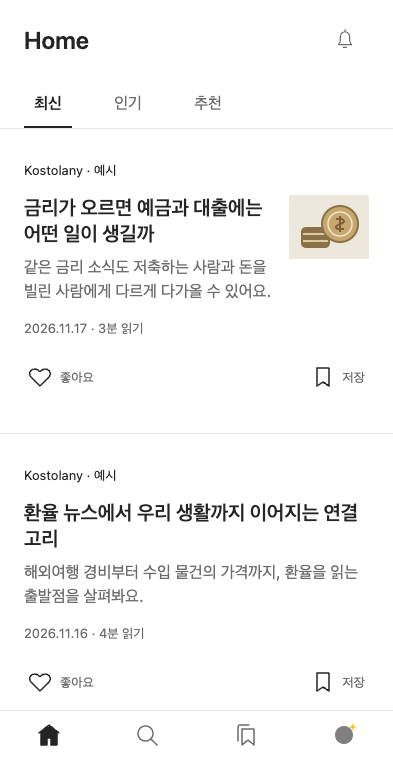 Home
최신
인기
추천
Kostolany · 예시
금리가 오르면 예금과 대출에는
어떤 일이 생길까
같은 금리 소식도 저축하는 사람과 돈을
빌린 사람에게 다르게 다가올 수 있어요.
2026.11.17 · 3분 읽기
좋아요
저장
Kostolany · 예시
환율 뉴스에서 우리 생활까지 이어지는 연결
고리
해외여행 경비부터 수입 물건의 가격까지, 환율을 읽는
출발점을 살펴봐요.
2026.11.16 · 4분 읽기
좋아요
저장